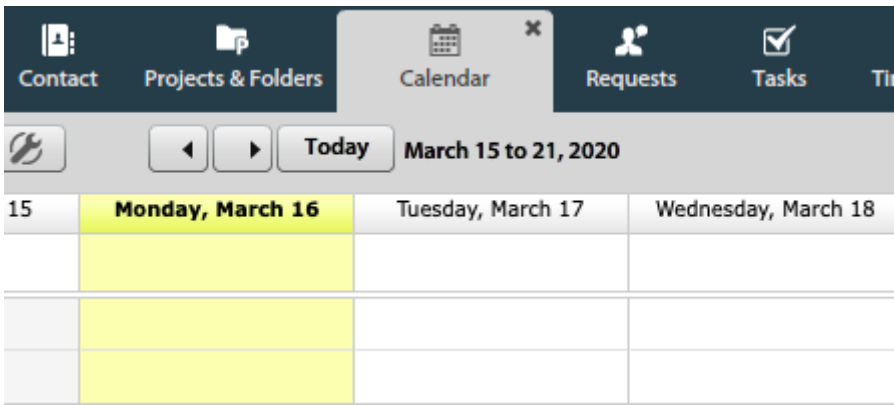 Contact Projects & Folders Calendar Requests Tasks
Today March 15 to 21, 2020
15 Monday, March 16 Tuesday, March 17 Wednesday, March 18